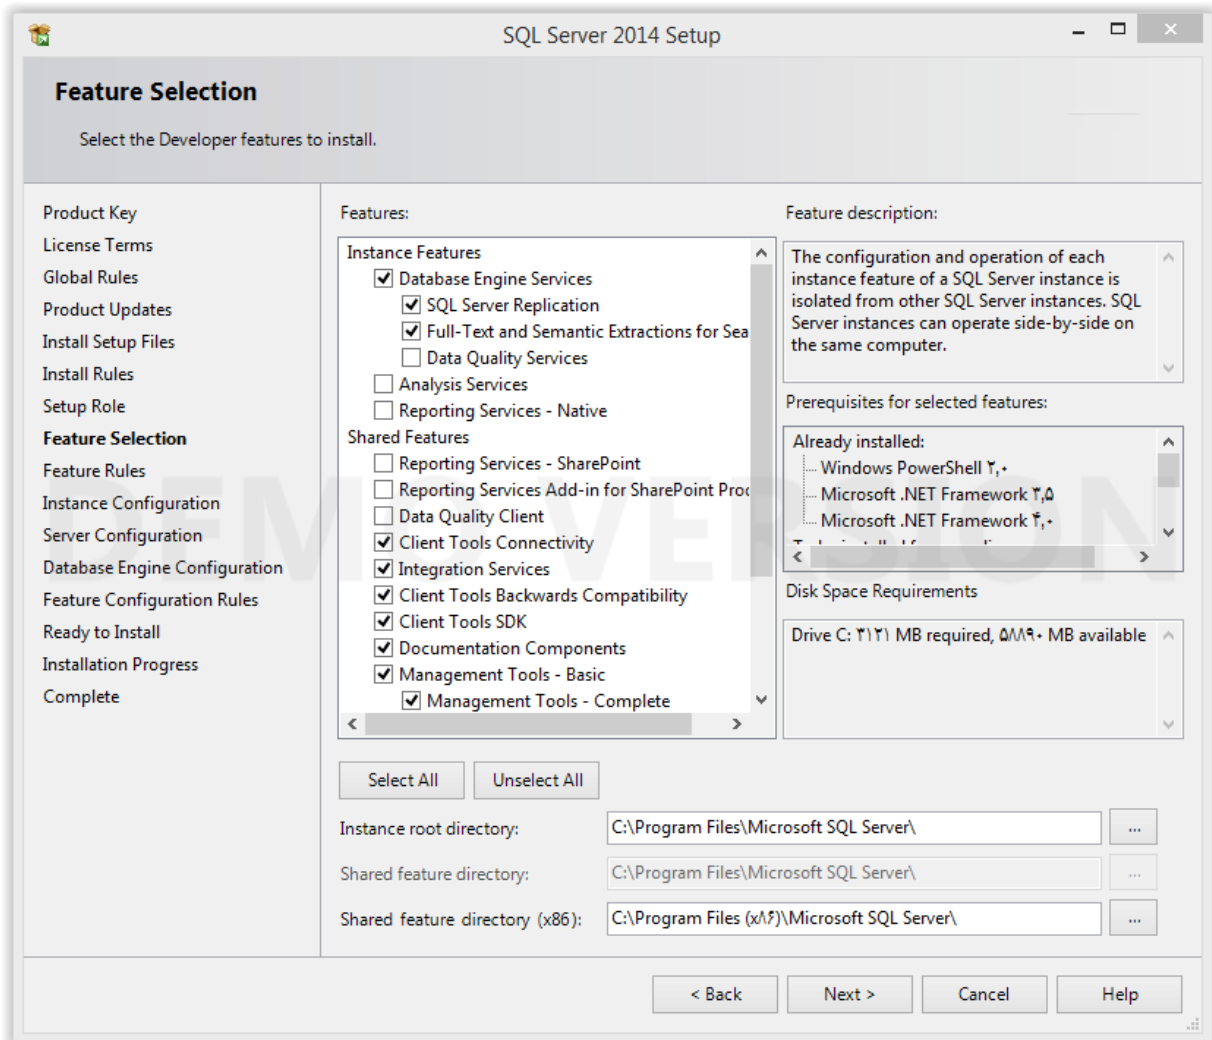 SQL Server 2014 Setup
Feature Selection
Select the Developer features to install.
Product Key
License Terms
Global Rules
Product Updates
Install Setup Files
Install Rules
Setup Role
Feature Selection
Feature Rules
Instance Configuration
Server Configuration
Database Engine Configuration
Feature Configuration Rules
Ready to Install
Installation Progress
Complete
Features:
Instance Features
Database Engine Services
SQL Server Replication
Full-Text and Semantic Extractions for Sea
Data Quality Services
Analysis Services
Reporting Services - Native
Shared Features
Reporting Services - SharePoint
Reporting Services Add-in for SharePoint Proc
Data Quality Client
Client Tools Connectivity
Integration Services
Client Tools Backwards Compatibility
Client Tools SDK
Documentation Components
Management Tools - Basic
Management Tools - Complete
Feature description:
The configuration and operation of each
instance feature of a SQL Server instance is
isolated from other SQL Server instances. SQL
Server instances can operate side-by-side on
the same computer.
Prerequisites for selected features:
Already installed:
Windows PowerShell ۲,۰
Microsoft .NET Framework ۳,۵
Microsoft .NET Framework ۴,۰
Disk Space Requirements
Drive C: ۳۱۲۱ MB required, ۵۸۸۹۰ MB available
Select All
Unselect All
Instance root directory:
C:\Program Files\Microsoft SQL Server\
...
Shared feature directory:
C:\Program Files\Microsoft SQL Server\
...
Shared feature directory (x86):
C:\Program Files (x۸۶)\Microsoft SQL Server\
...
< Back
Next >
Cancel
Help
DEMO VERSION